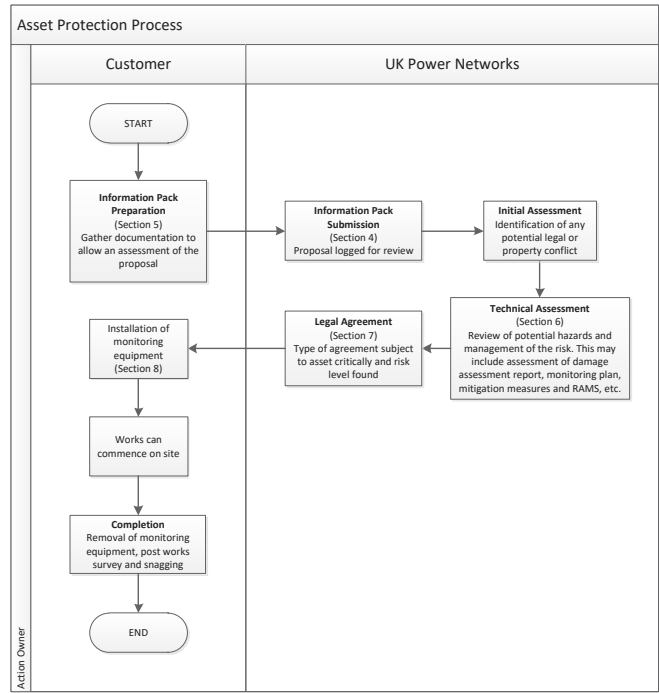 Asset Protection Process
Customer
UK Power Networks
START
Information Pack
Preparation
(Section 5)
Gather documentation to
allow an assessment of the
proposal
Information Pack
Submission
(Section 4)
Proposal logged for review
Initial Assessment
Identification of any
potential legal or
property conflict
Technical Assessment
(Section 6)
Review of potential hazards and
management of the risk. This may
include assessment of damage
assessment report, monitoring plan,
mitigation measures and RAMS, etc.
Legal Agreement
(Section 7)
Type of agreement subject
to asset critically and risk
level found
Installation of
monitoring
equipment
(Section 8)
Works can
commence on site
Completion
Removal of monitoring
equipment, post works
survey and snagging
END
Action Owner